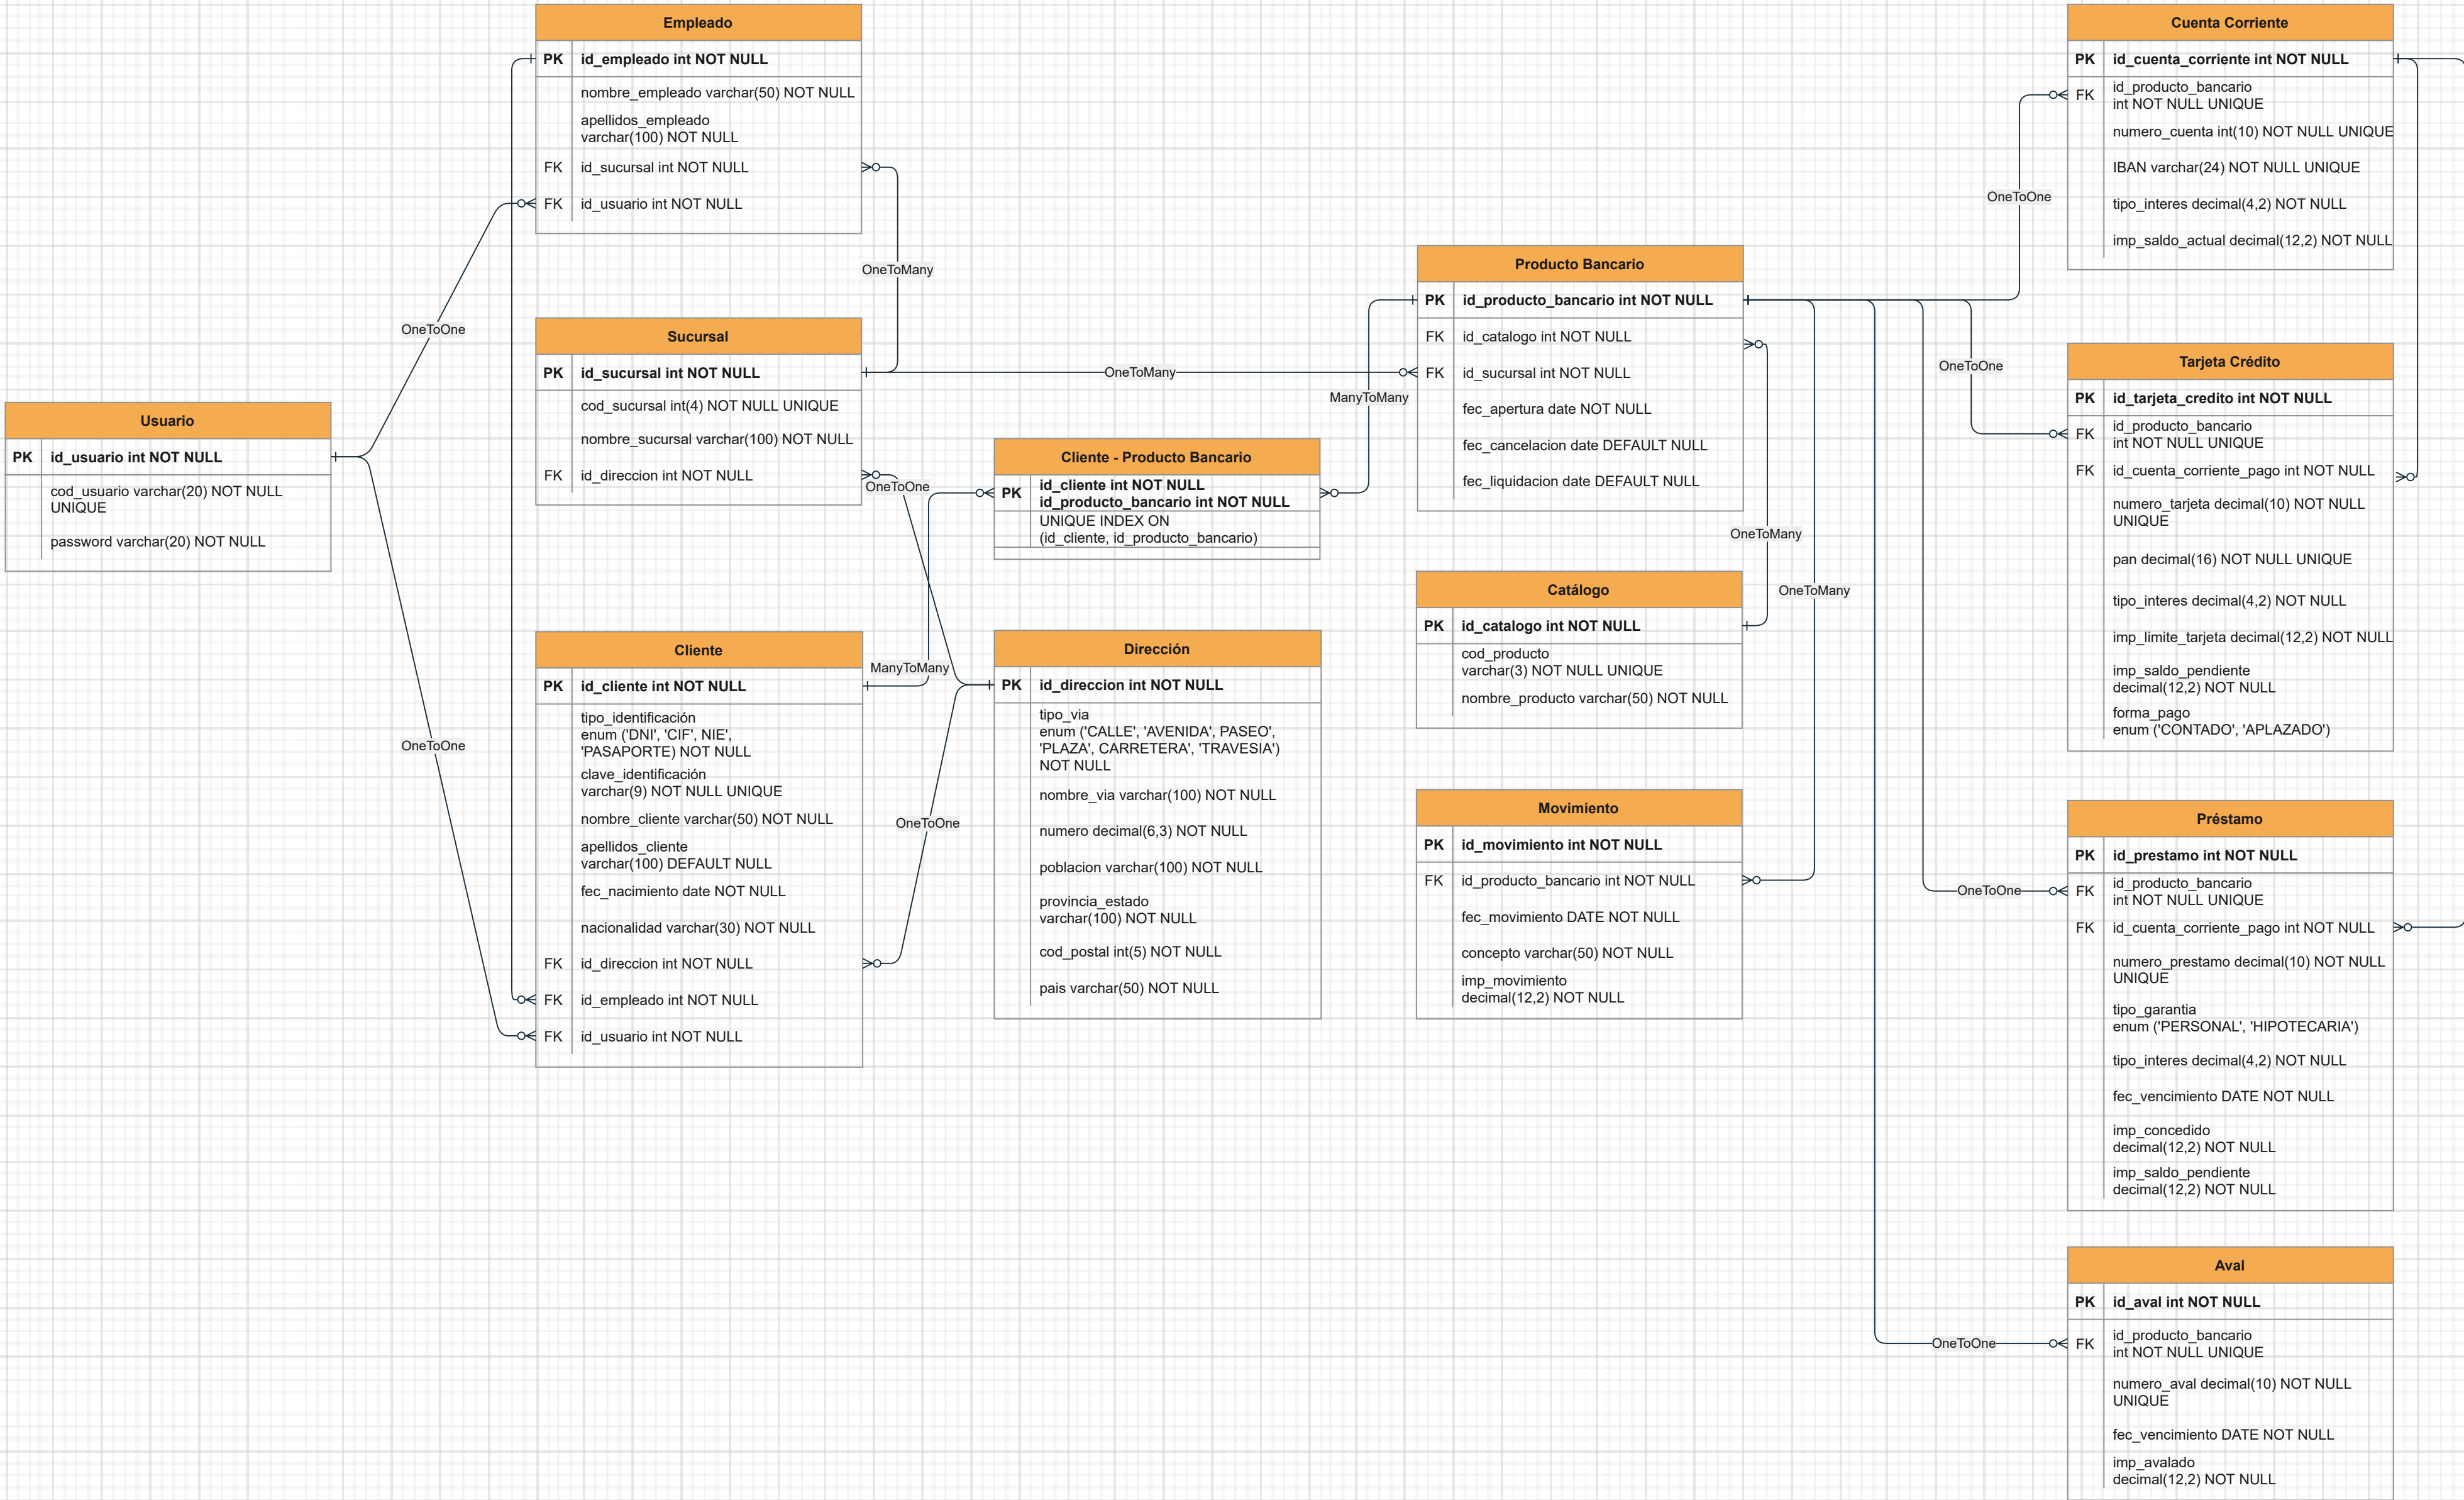 Empleado
PK id_empleado int NOT NULL
nombre_empleado varchar(50) NOT NULL
apellidos_empleado
varchar(100) NOT NULL
FK id_sucursal int NOT NULL
FK id_usuario int NOT NULL
OneToMany
OneToOne
Sucursal
PK id_sucursal int NOT NULL
cod_sucursal int(4) NOT NULL UNIQUE
nombre_sucursal varchar(100) NOT NULL
FK id_direccion int NOT NULL
OneToOne
Usuario
PK id_usuario int NOT NULL
cod_usuario varchar(20) NOT NULL
UNIQUE
password varchar(20) NOT NULL
OneToOne
Cliente
PK id_cliente int NOT NULL
tipo_identificación
enum ('DNI', 'CIF', NIE',
'PASAPORTE) NOT NULL
clave_identificación
varchar(9) NOT NULL UNIQUE
nombre_cliente varchar(50) NOT NULL
apellidos_cliente
varchar(100) DEFAULT NULL
fec_nacimiento date NOT NULL
nacionalidad varchar(30) NOT NULL
FK id_direccion int NOT NULL
FK id_empleado int NOT NULL
FK id_usuario int NOT NULL
ManyToMany
OneToOne
Cliente - Producto Bancario
PK id_cliente int NOT NULL
id_producto_bancario int NOT NULL
UNIQUE INDEX ON
(id_cliente, id_producto_bancario)
Dirección
PK id_direccion int NOT NULL
tipo_via
enum ('CALLE', 'AVENIDA', PASEO',
'PLAZA', CARRETERA', 'TRAVESIA')
NOT NULL
nombre_via varchar(100) NOT NULL
numero decimal(6,3) NOT NULL
poblacion varchar(100) NOT NULL
provincia_estado
varchar(100) NOT NULL
cod_postal int(5) NOT NULL
pais varchar(50) NOT NULL
OneToMany
ManyToMany
Producto Bancario
PK id_producto_bancario int NOT NULL
FK id_catalogo int NOT NULL
FK id_sucursal int NOT NULL
fec_apertura date NOT NULL
fec_cancelacion date DEFAULT NULL
fec_liquidacion date DEFAULT NULL
OneToMany
OneToMany
Catálogo
PK id_catalogo int NOT NULL
cod_producto
varchar(3) NOT NULL UNIQUE
nombre_producto varchar(50) NOT NULL
Movimiento
PK id_movimiento int NOT NULL
FK id_producto_bancario int NOT NULL
fec_movimiento DATE NOT NULL
concepto varchar(50) NOT NULL
imp_movimiento
decimal(12,2) NOT NULL
OneToOne
OneToOne
OneToOne
OneToOne
Cuenta Corriente
PK id_cuenta_corriente int NOT NULL
FK id_producto_bancario
int NOT NULL UNIQUE
numero_cuenta int(10) NOT NULL UNIQUE
IBAN varchar(24) NOT NULL UNIQUE
tipo_interes decimal(4,2) NOT NULL
imp_saldo_actual decimal(12,2) NOT NULL
Tarjeta Crédito
PK id_tarjeta_credito int NOT NULL
FK id_producto_bancario
int NOT NULL UNIQUE
FK id_cuenta_corriente_pago int NOT NULL
numero_tarjeta decimal(10) NOT NULL
UNIQUE
pan decimal(16) NOT NULL UNIQUE
tipo_interes decimal(4,2) NOT NULL
imp_limite_tarjeta decimal(12,2) NOT NULL
imp_saldo_pendiente
decimal(12,2) NOT NULL
forma_pago
enum ('CONTADO', 'APLAZADO')
Préstamo
PK id_prestamo int NOT NULL
FK id_producto_bancario
int NOT NULL UNIQUE
FK id_cuenta_corriente_pago int NOT NULL
numero_prestamo decimal(10) NOT NULL
UNIQUE
tipo_garantia
enum ('PERSONAL', 'HIPOTECARIA')
tipo_interes decimal(4,2) NOT NULL
fec_vencimiento DATE NOT NULL
imp_concedido
decimal(12,2) NOT NULL
imp_saldo_pendiente
decimal(12,2) NOT NULL
Aval
PK id_aval int NOT NULL
FK id_producto_bancario
int NOT NULL UNIQUE
numero_aval decimal(10) NOT NULL
UNIQUE
fec_vencimiento DATE NOT NULL
imp_avalado
decimal(12,2) NOT NULL